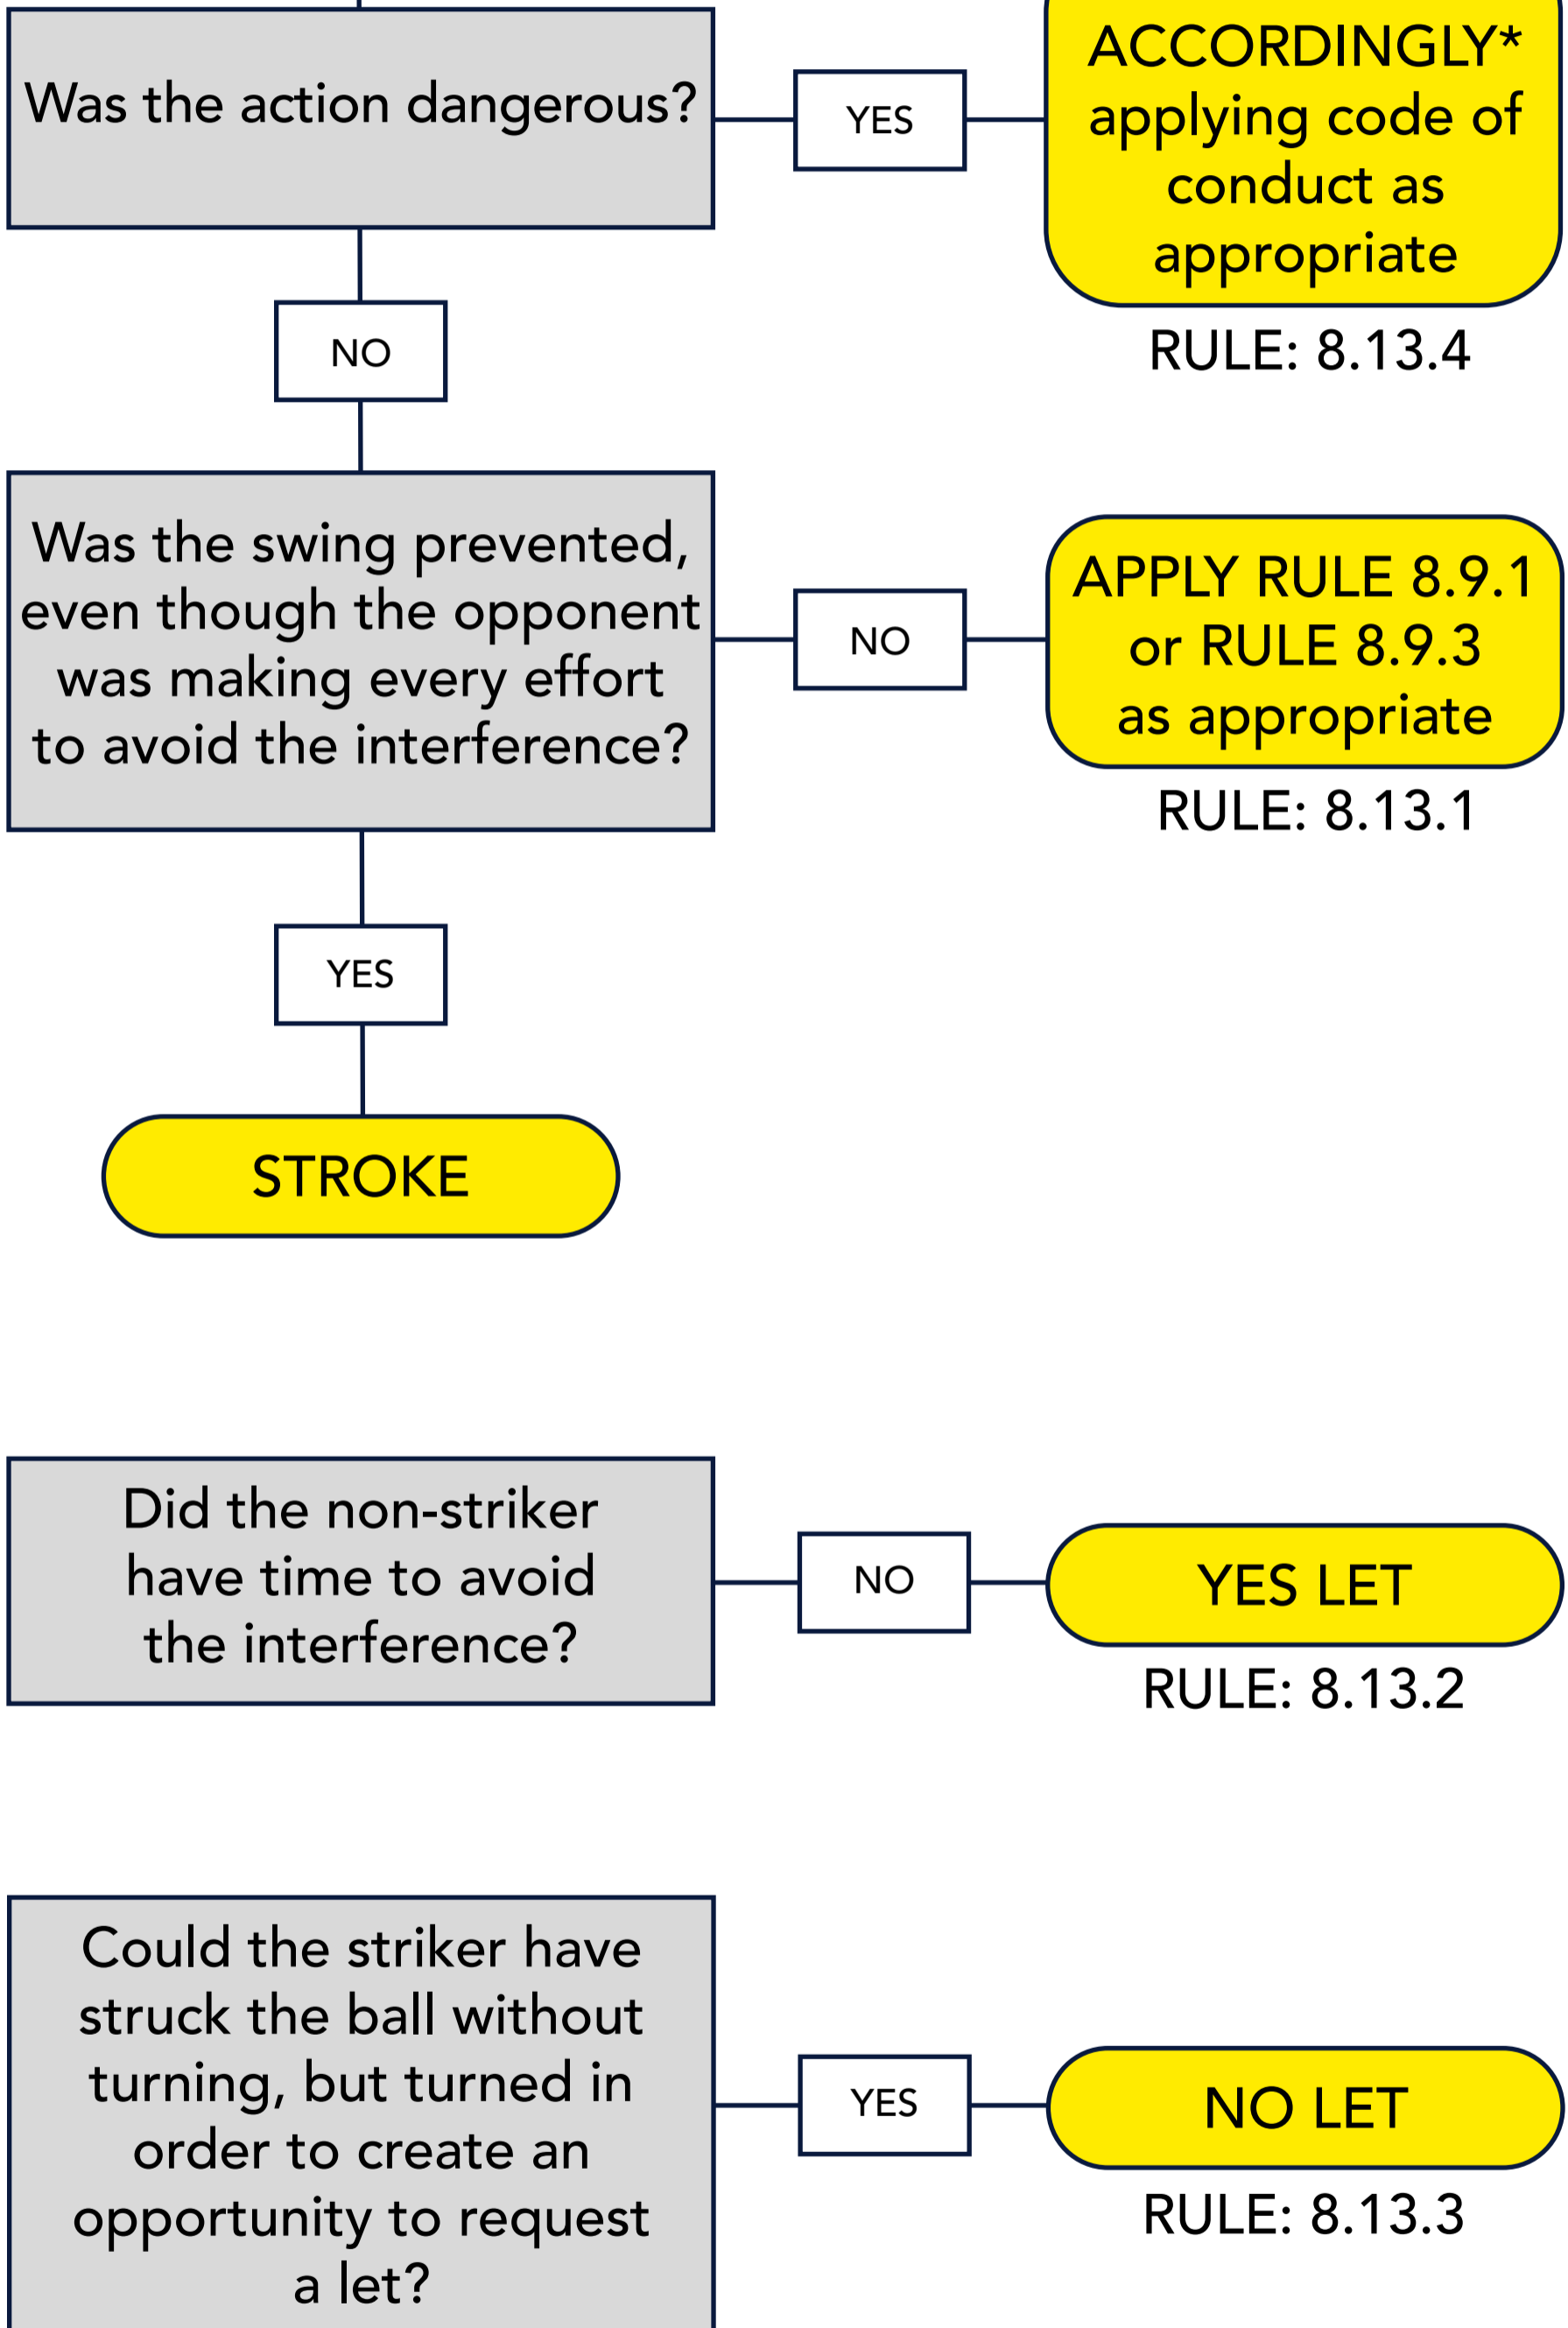 Was the action dangerous?
YES
ACCORDINGLY*
applying code of
conduct as
appropriate
RULE: 8.13.4
NO
Was the swing prevented,
even though the opponent
was making every effort
to avoid the interference?
NO
APPLY RULE 8.9.1
or RULE 8.9.3
as appropriate
RULE: 8.13.1
YES
STROKE
Did the non-striker
have time to avoid
the interference?
NO
YES LET
RULE: 8.13.2
Could the striker have
struck the ball without
turning, but turned in
order to create an
opportunity to request
a let?
YES
NO LET
RULE: 8.13.3